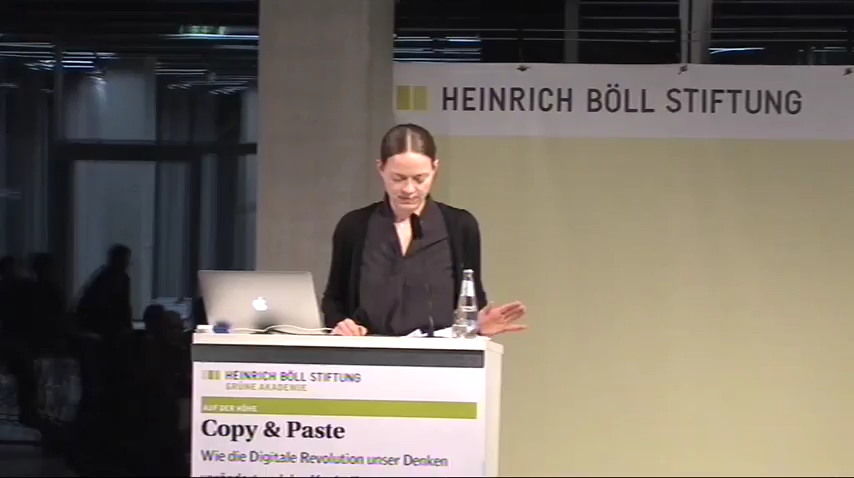 HEINRICH BÖLL STIFTUNG
HEINRICH BÖLL STIFTUNG
GRÜNE AKADEMIE
AUF DER HÖHE
Copy & Paste
Wie die Digitale Revolution unser Denken